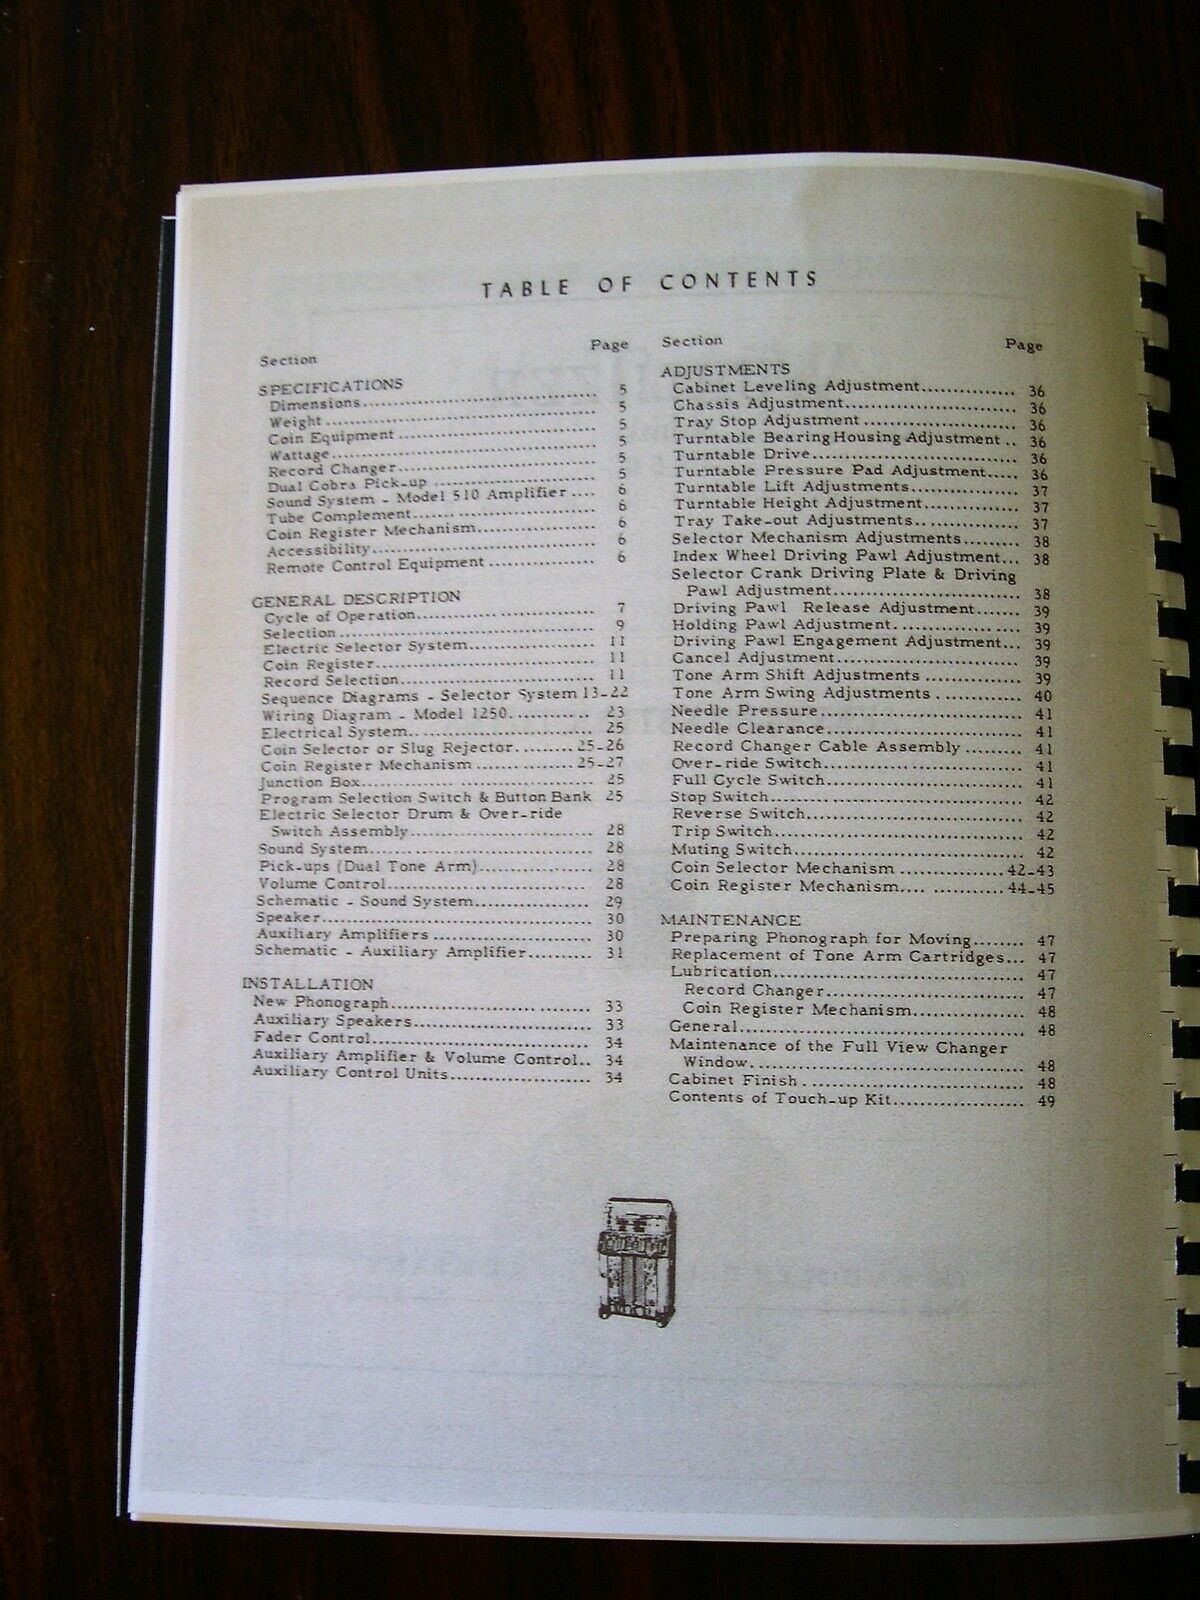 TABLE OF CONTENTS
Section Page
SPECIFICATIONS
Dimensions........................ 5
Weight........................ 5
Coin Equipment........................ 5
Wattage........................ 5
Record Changer........................ 5
Dual Cobra Pick-up........................ 5
Sound System - Model 510 Amplifier .... 6
Tube Complement........................ 6
Coin Register Mechanism................ 6
Accessibility........................ 6
Remote Control Equipment................ 6
GENERAL DESCRIPTION
Cycle of Operation........................ 7
Selection........................ 9
Electric Selector System................ 11
Coin Register........................ 11
Record Selection........................ 11
Sequence Diagrams - Selector System 13-22
Wiring Diagram - Model 1250............ 23
Electrical System........................ 25
Coin Selector or Slug Rejector......... 25-26
Coin Register Mechanism............... 25-27
Junction Box........................ 25
Program Selection Switch & Button Bank 25
Electric Selector Drum & Over-ride
Switch Assembly........................ 28
Sound System........................ 28
Pick-ups (Dual Tone Arm)................ 28
Volume Control........................ 28
Schematic - Sound System................ 29
Speaker........................ 30
Auxiliary Amplifiers........................ 30
Schematic - Auxiliary Amplifier.......... 31
INSTALLATION
New Phonograph........................ 33
Auxiliary Speakers........................ 33
Fader Control........................ 34
Auxiliary Amplifier & Volume Control.. 34
Auxiliary Control Units................ 34
Section Page
ADJUSTMENTS
Cabinet Leveling Adjustment.............. 36
Chassis Adjustment........................ 36
Tray Stop Adjustment........................ 36
Turntable Bearing Housing Adjustment .. 36
Turntable Drive........................ 36
Turntable Pressure Pad Adjustment..... 36
Turntable Lift Adjustments................ 37
Turntable Height Adjustment.............. 37
Tray Take-out Adjustments................ 37
Selector Mechanism Adjustments......... 38
Index Wheel Driving Pawl Adjustment... 38
Selector Crank Driving Plate & Driving
Pawl Adjustment........................ 38
Driving Pawl Release Adjustment....... 39
Holding Pawl Adjustment................ 39
Driving Pawl Engagement Adjustment... 39
Cancel Adjustment........................ 39
Tone Arm Shift Adjustments.............. 39
Tone Arm Swing Adjustments............. 40
Needle Pressure........................ 41
Needle Clearance........................ 41
Record Changer Cable Assembly......... 41
Over-ride Switch........................ 41
Full Cycle Switch........................ 41
Stop Switch........................ 42
Reverse Switch........................ 42
Trip Switch........................ 42
Muting Switch........................ 42
Coin Selector Mechanism................ 42-43
Coin Register Mechanism................ 44-45
MAINTENANCE
Preparing Phonograph for Moving........ 47
Replacement of Tone Arm Cartridges... 47
Lubrication........................ 47
Record Changer........................ 47
Coin Register Mechanism................ 48
General........................ 48
Maintenance of the Full View Changer
Window........................ 48
Cabinet Finish........................ 48
Contents of Touch-up Kit................ 49